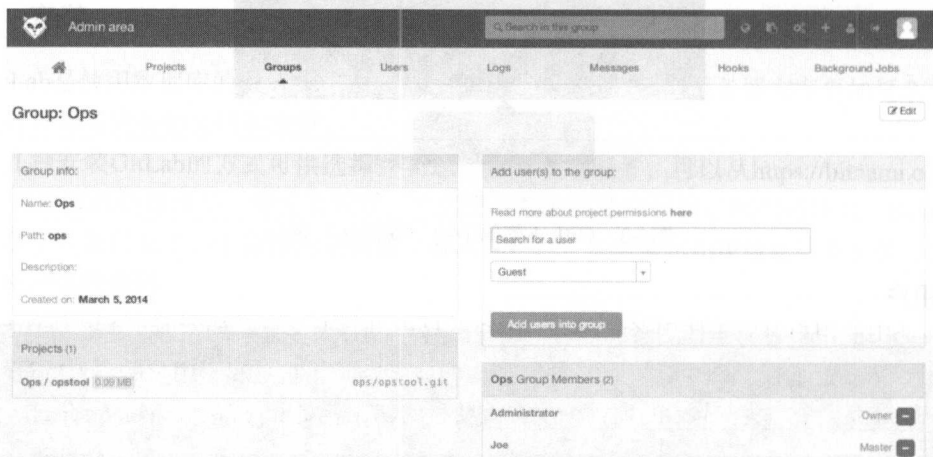 Admin area
Search in this group
Projects
Groups
Users
Logs
Messages
Hooks
Background Jobs
Group: Ops
Edit
Group info:
Name: Ops
Path: ops
Description:
Created on: March 5, 2014
Projects (1)
Ops / opstool 0.09 MB
ops/opstool.git
Add user(s) to the group:
Read more about project permissions here
Search for a user
Guest
Add users into group
Ops Group Members (2)
Administrator
Owner
Joe
Master